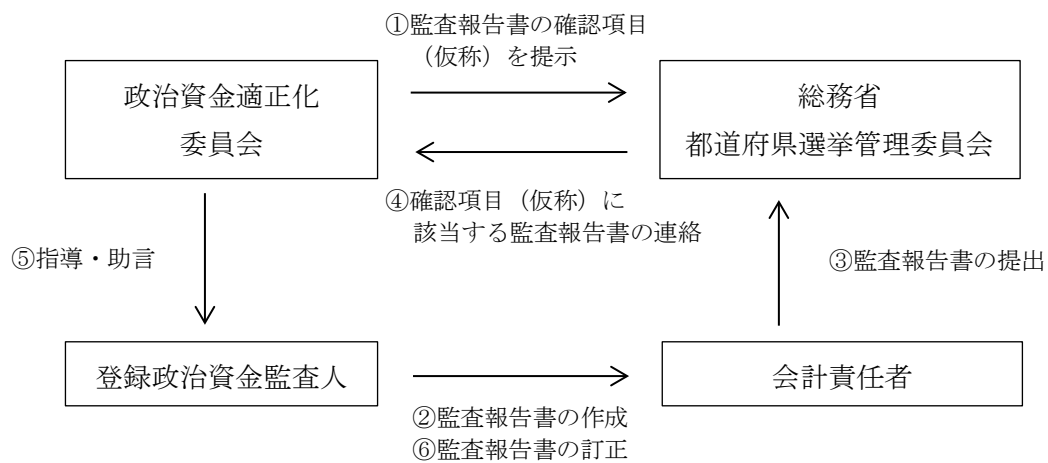 ①監査報告書の確認項目
（仮称）を提示
政治資金適正化
委員会
総務省
都道府県選挙管理委員会
④確認項目（仮称）に
該当する監査報告書の連絡
⑤指導・助言
③監査報告書の提出
登録政治資金監査人
会計責任者
②監査報告書の作成
⑥監査報告書の訂正